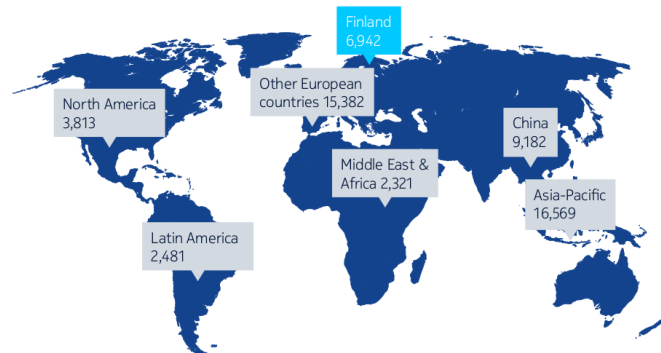 Finland
6,942
Other European
countries 15,382
North America
3,813
China
9,182
Middle East &
Africa 2,321
Asia-Pacific
16,569
Latin America
2,481